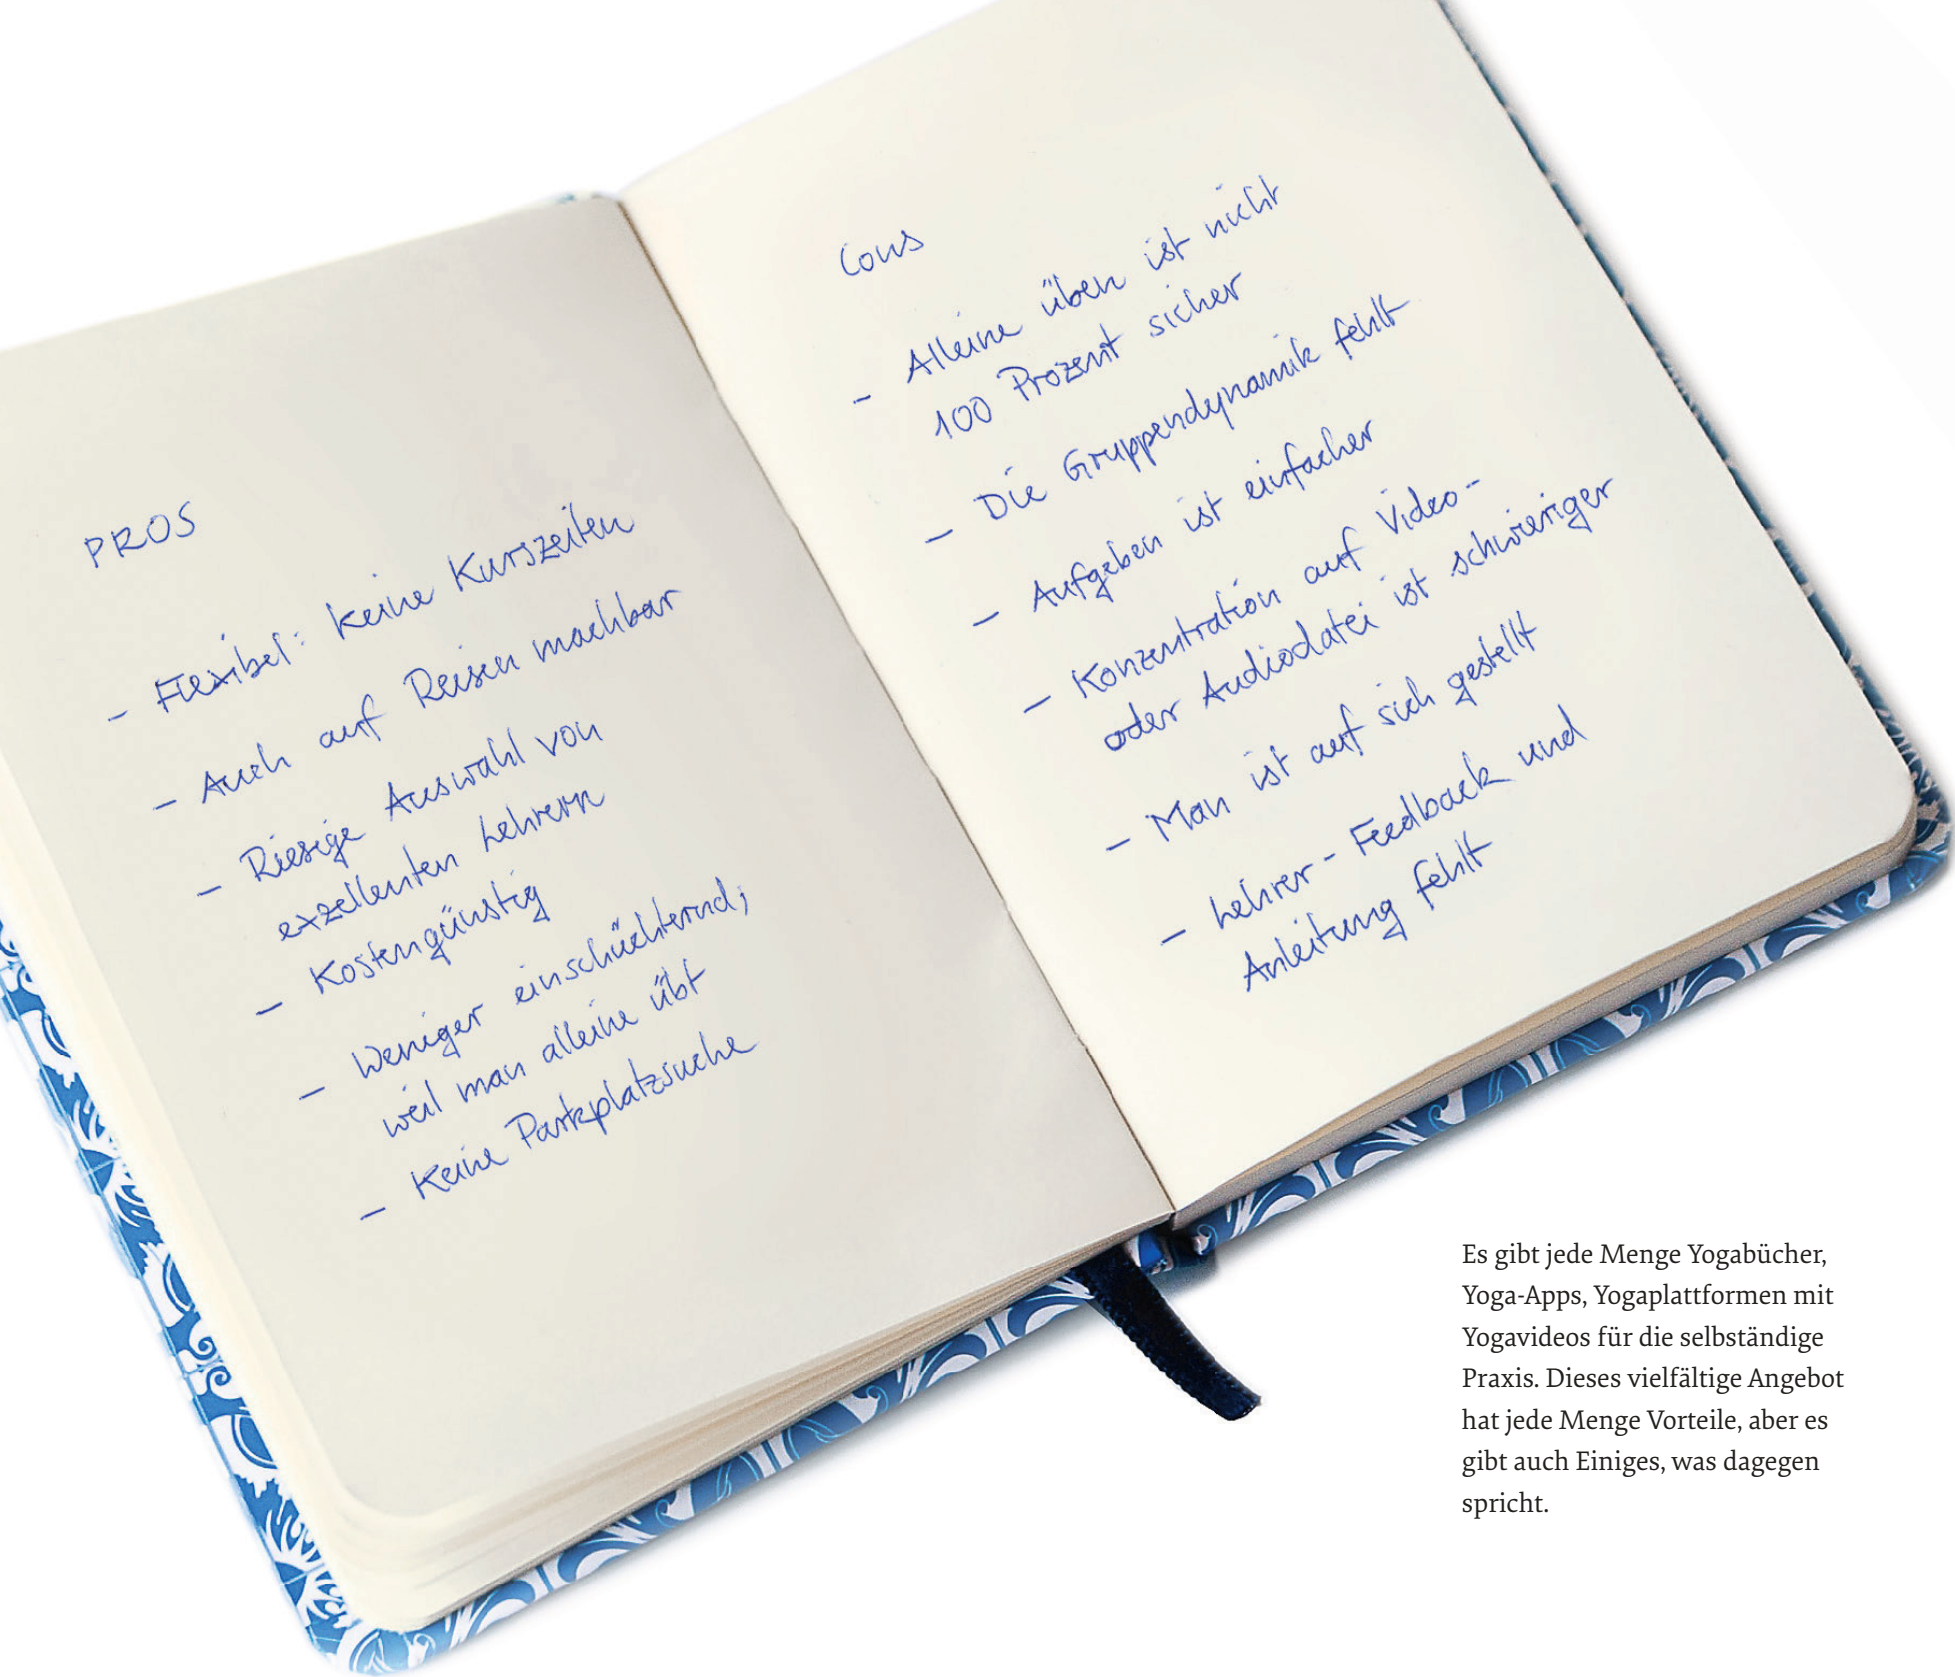 PROS
- Flexibel: keine Kurszeiten
- Auch auf Reisen machbar
- Riesige Auswahl von
exzellenten Lehrern
- Kostengünstig
- Weniger einschüchternd,
weil man alleine übt
- Keine Parkplatzsuche
Cons
- Alleine üben ist nicht
100 Prozent sicher
- Die Gruppendynamik fehlt
- Aufgeben ist einfacher
- Konzentration auf Video-
oder Audiodatei ist schwieriger
- Man ist auf sich gestellt
- Lehrer-Feedback und
Anleitung fehlt
Es gibt jede Menge Yogabücher,
Yoga-Apps, Yogaplattformen mit
Yogavideos für die selbständige
Praxis. Dieses vielfältige Angebot
hat jede Menge Vorteile, aber es
gibt auch Einiges, was dagegen
spricht.